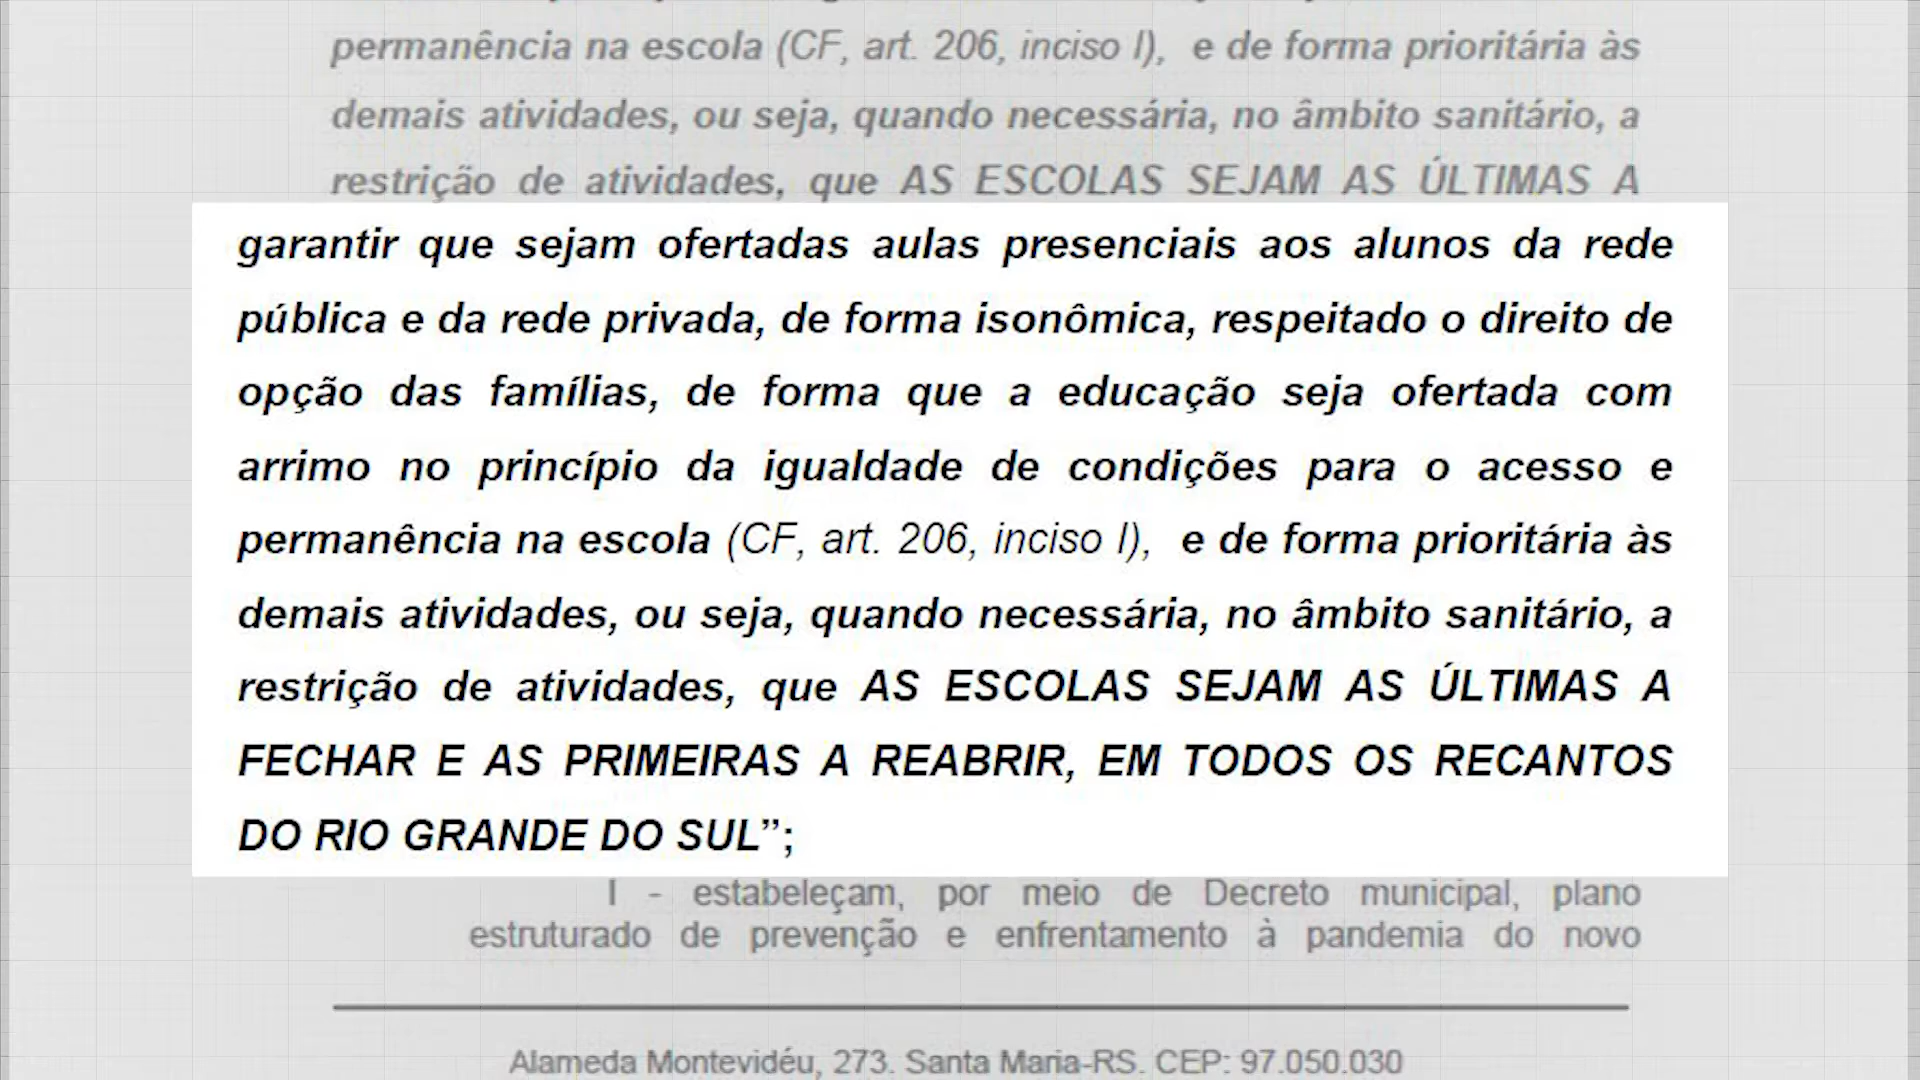 permanência na escola (CF, art. 206, inciso I), e de forma prioritária às
demais atividades, ou seja, quando necessária, no âmbito sanitário, a
restrição de atividades, que AS ESCOLAS SEJAM AS ÚLTIMAS A
garantir que sejam ofertadas aulas presenciais aos alunos da rede
pública e da rede privada, de forma isonômica, respeitado o direito de
opção das famílias, de forma que a educação seja ofertada com
arrimo no princípio da igualdade de condições para o acesso e
permanência na escola (CF, art. 206, inciso I), e de forma prioritária às
demais atividades, ou seja, quando necessária, no âmbito sanitário, a
restrição de atividades, que AS ESCOLAS SEJAM AS ÚLTIMAS A
FECHAR E AS PRIMEIRAS A REABRIR, EM TODOS OS RECANTOS
DO RIO GRANDE DO SUL”;
I - estabeleçam, por meio de Decreto municipal, plano
estruturado de prevenção e enfrentamento à pandemia do novo
Alameda Montevidéu, 273. Santa Maria-RS. CEP: 97.050.030